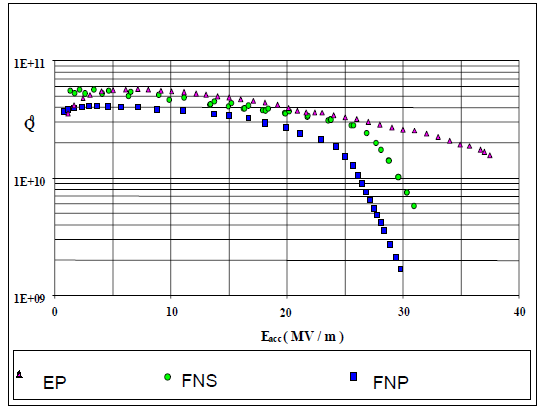 1E+11
Q0
1E+10
1E+09
0 10 20 30 40
Eacc ( MV / m )
EP FNS FNP